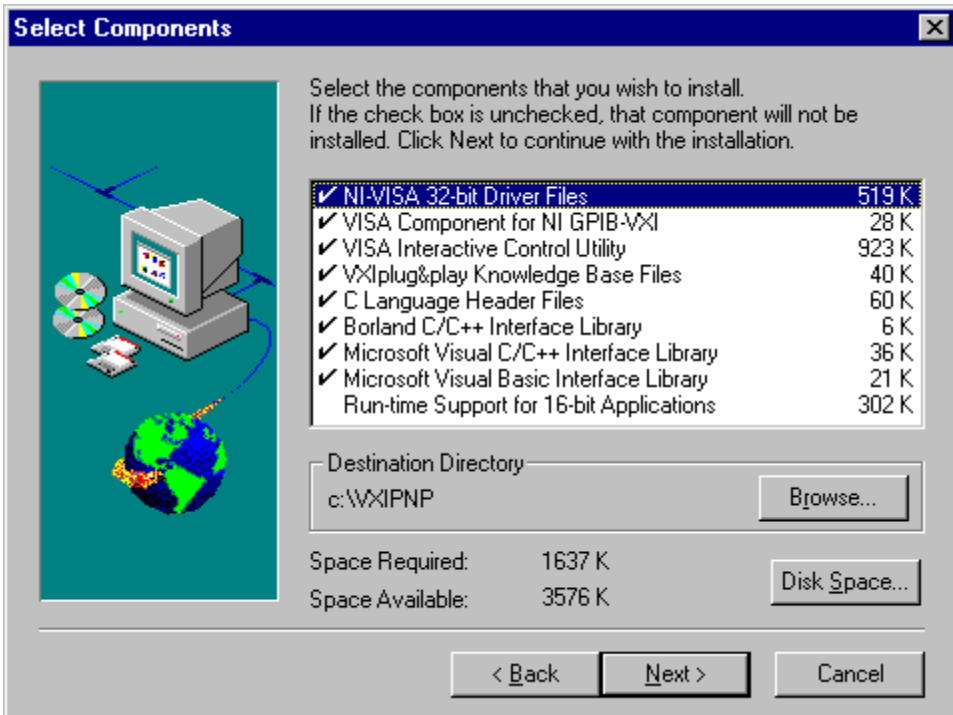 Select Components
Select the components that you wish to install.
If the check box is unchecked, that component will not be
installed. Click Next to continue with the installation.
NI-VISA 32-bit Driver Files 519 K
VISA Component for NI GPIB-VXI 28 K
VISA Interactive Control Utility 923 K
VXIplug&play Knowledge Base Files 40 K
C Language Header Files 60 K
Borland C/C++ Interface Library 6 K
Microsoft Visual C/C++ Interface Library 36 K
Microsoft Visual Basic Interface Library 21 K
Run-time Support for 16-bit Applications 302 K
Destination Directory
c:\VXIPNP
Browse...
Space Required: 1637 K
Space Available: 3576 K
Disk Space...
< Back Next > Cancel